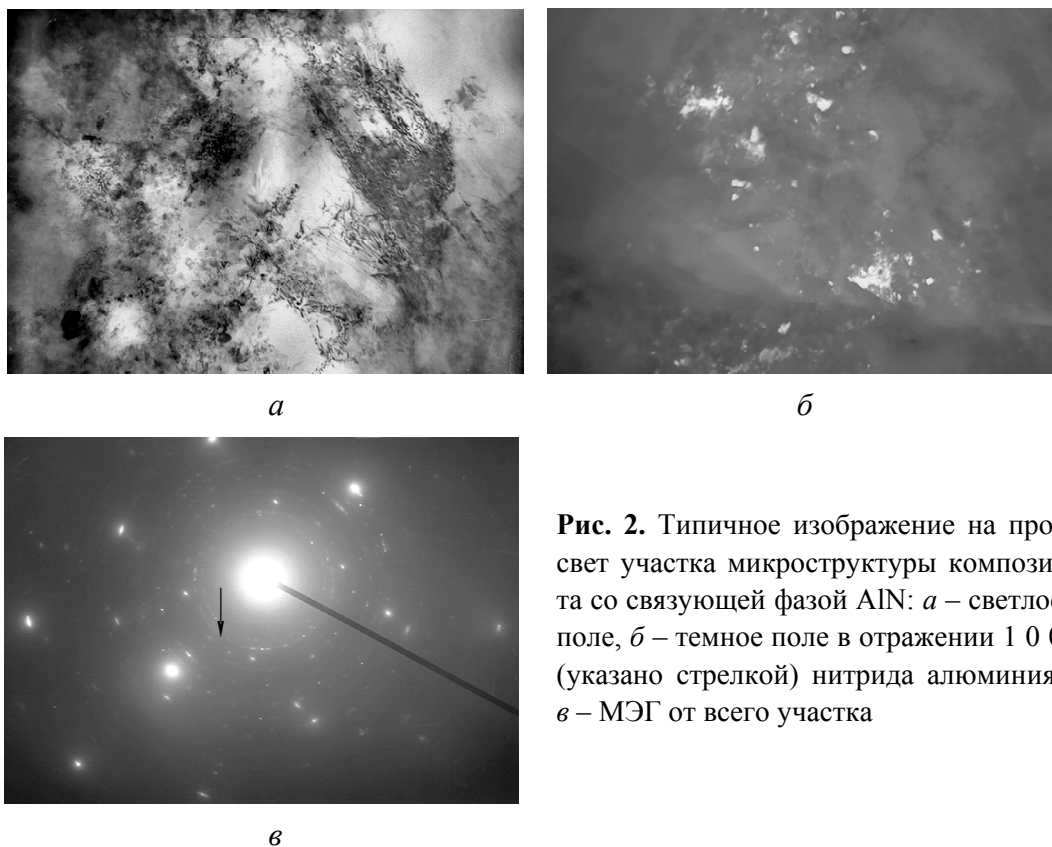 а
б
Рис. 2. Типичное изображение на про-
свет участка микроструктуры компози-
та со связующей фазой AlN: а – светлое
поле, б – темное поле в отражении 1 0
(указано стрелкой) нитрида алюминия,
в – МЭГ от всего участка
в